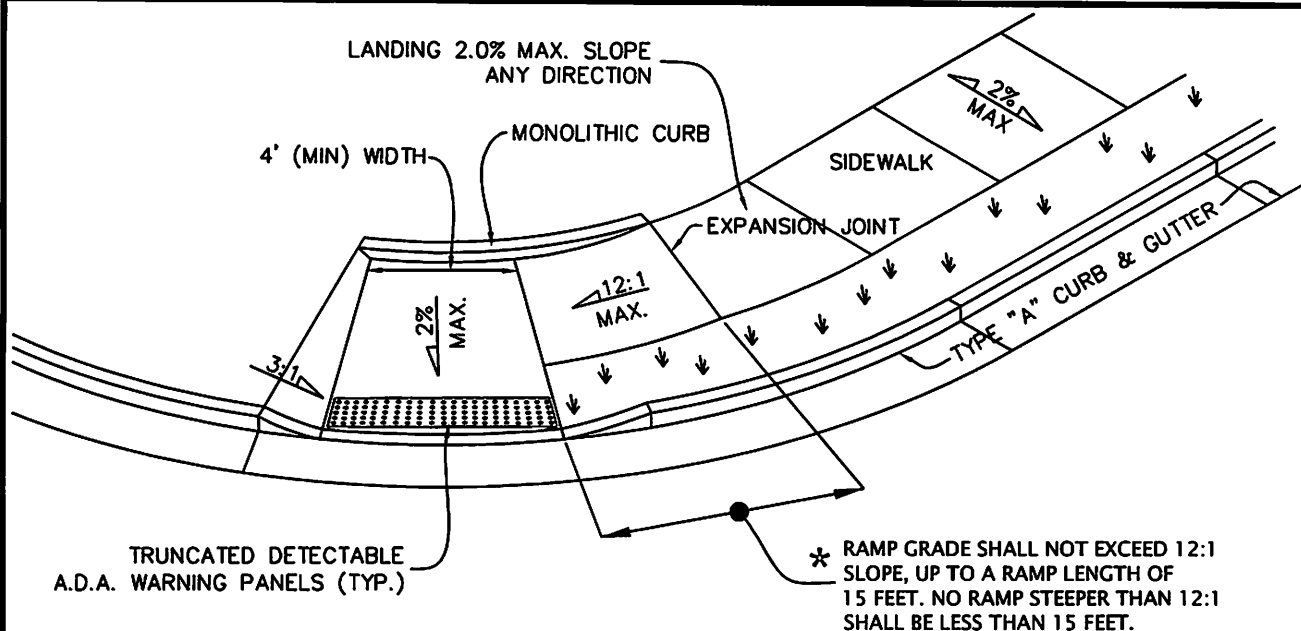 LANDING 2.0% MAX. SLOPE
ANY DIRECTION
MONOLITHIC CURB
4' (MIN) WIDTH
2%
MAX
SIDEWALK
EXPANSION JOINT
12:1
MAX.
2%
MAX.
3:1
TYPE "A" CURB & GUTTER
TRUNCATED DETECTABLE
A.D.A. WARNING PANELS (TYP.)
* RAMP GRADE SHALL NOT EXCEED 12:1
SLOPE, UP TO A RAMP LENGTH OF
15 FEET. NO RAMP STEEPER THAN 12:1
SHALL BE LESS THAN 15 FEET.